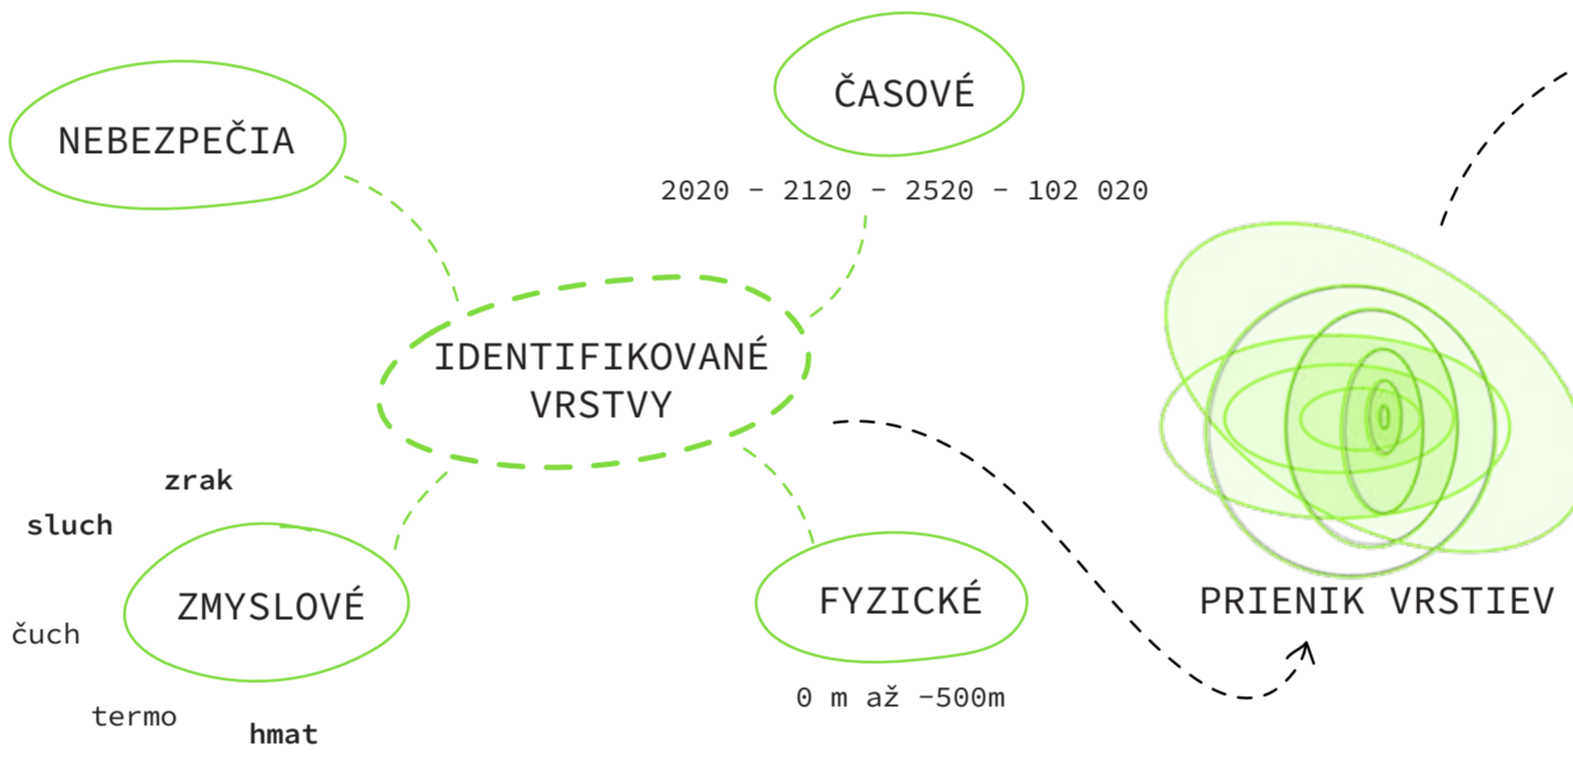 ČASOVÉ
NEBEZPEČIA
2020 - 2120 - 2520 - 102 020
IDENTIFIKOVANÉ
VRSTVY
zrak
sluch
ZMYSLOVÉ
čuch
termo
hmat
FYZICKÉ
0 m až -500m
PRIENIK VRSTIEV